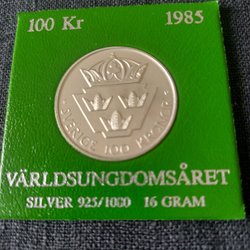 100 Kr 1985
SVERIGE 100 KRONOR
VÄRLDSUNGDOMSÅRET
SILVER 925/1000 16 GRAM